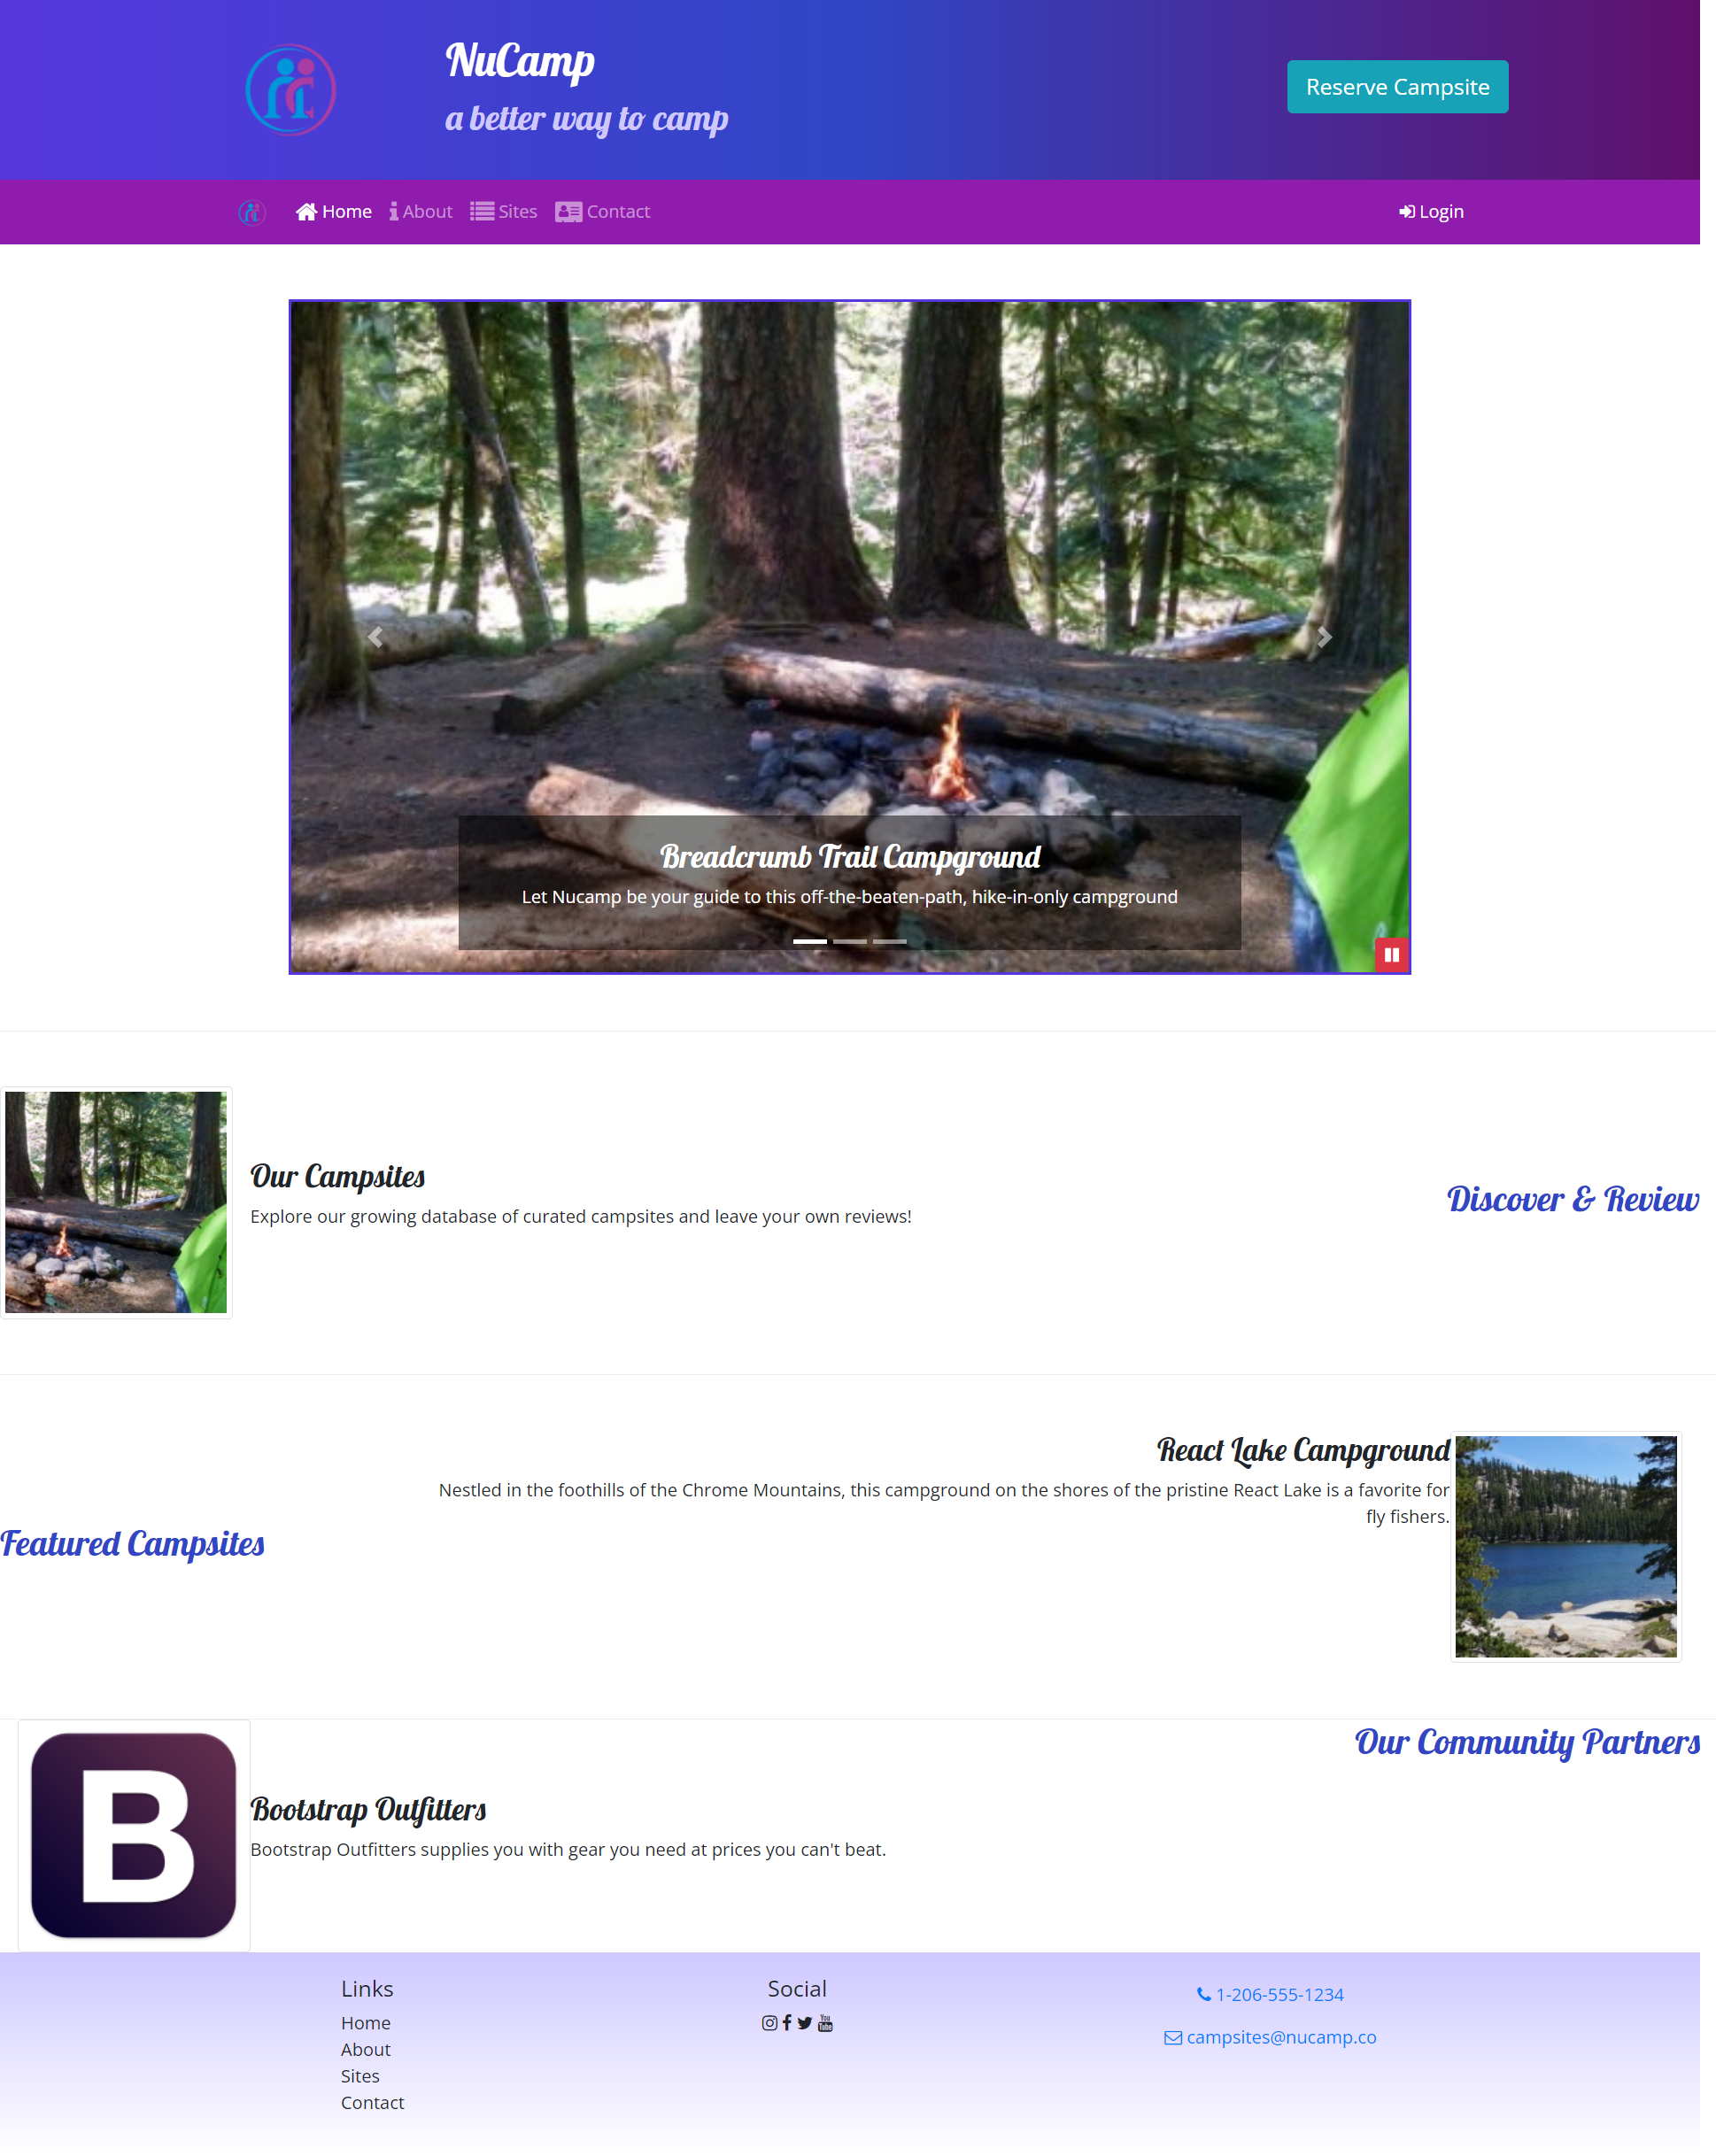 NuCamp
a better way to camp
Reserve Campsite
Home About Sites Contact Login
Breadcrumb Trail Campground
Let Nucamp be your guide to this off-the-beaten-path, hike-in-only campground
Our Campsites
Explore our growing database of curated campsites and leave your own reviews!
Discover & Review
Featured Campsites
React Lake Campground
Nestled in the foothills of the Chrome Mountains, this campground on the shores of the pristine React Lake is a favorite for
fly fishers.
B
Bootstrap Outfitters
Bootstrap Outfitters supplies you with gear you need at prices you can't beat.
Our Community Partners
Links
Home
About
Sites
Contact
Social
You
Tube
1-206-555-1234
campsites@nucamp.co